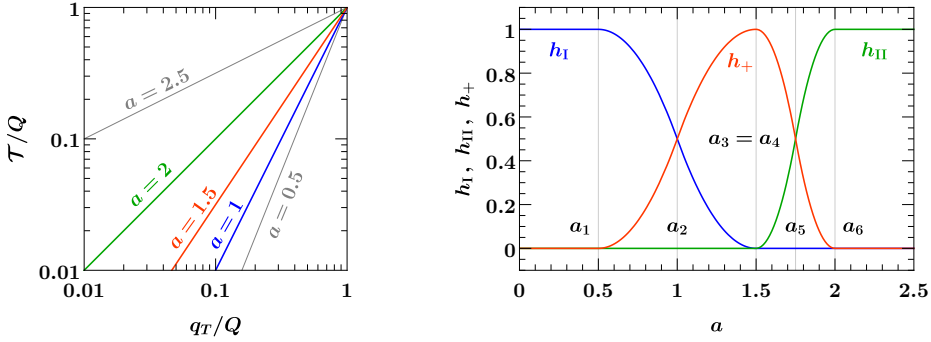 1
0.1
0.01
0.01
0.1
1
𝒯/Q
q_T/Q
a = 2.5
a = 2
a = 1.5
a = 1
a = 0.5
h_I, h_II, h_+
1
0.8
0.6
0.4
0.2
0
0
0.5
1
1.5
2
2.5
a
h_I
h_+
h_II
a_3 = a_4
a_1
a_2
a_5
a_6